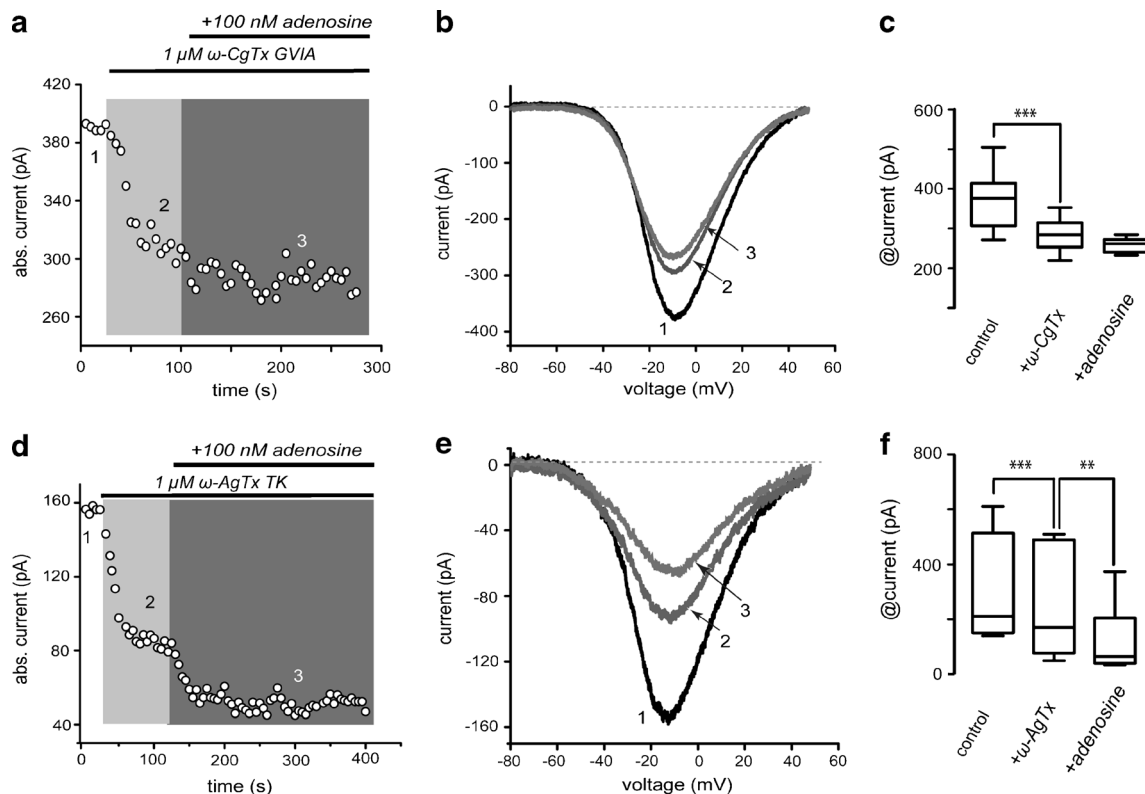 a
+100 nM adenosine
1 μM ω-CgTx GVIA
abs. current (pA)
420
380
340
300
260
1
2
3
0
100
200
300
time (s)
b
current (pA)
0
-100
-200
-300
-400
1
2
3
-80
-60
-40
-20
0
20
40
60
voltage (mV)
c
@current (pA)
600
400
200
***
control
+ω-CgTx
+adenosine
d
+100 nM adenosine
1 μM ω-AgTx TK
abs. current (pA)
160
120
80
40
1
2
3
0
100
200
300
400
time (s)
e
current (pA)
0
-40
-80
-120
-160
1
2
3
-80
-60
-40
-20
0
20
40
60
voltage (mV)
f
@current (pA)
800
400
0
***
**
control
+ω-AgTx
+adenosine